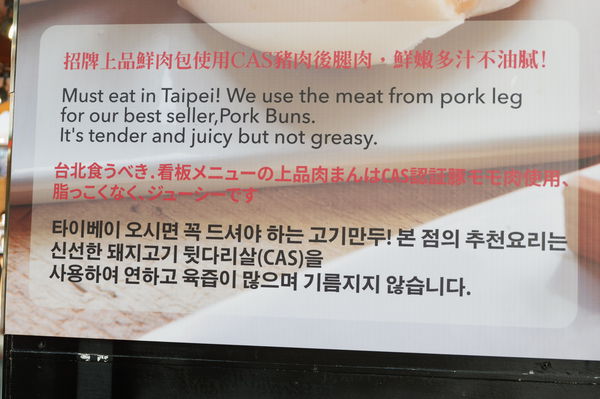 招牌上品鮮肉包使用CAS豬肉後腿肉，鮮嫩多汁不油膩！
Must eat in Taipei! We use the meat from pork leg
for our best seller,Pork Buns.
It's tender and juicy but not greasy.
台北食うべき．看板メニューの上品肉まんはCAS認証豚モモ肉使用、
脂っこくなく、ジューシーです
타이베이 오시면 꼭 드셔야 하는 고기만두! 본 점의 추천요리는
신선한 돼지고기 뒷다리살(CAS)을
사용하여 연하고 육즙이 많으며 기름지지 않습니다.